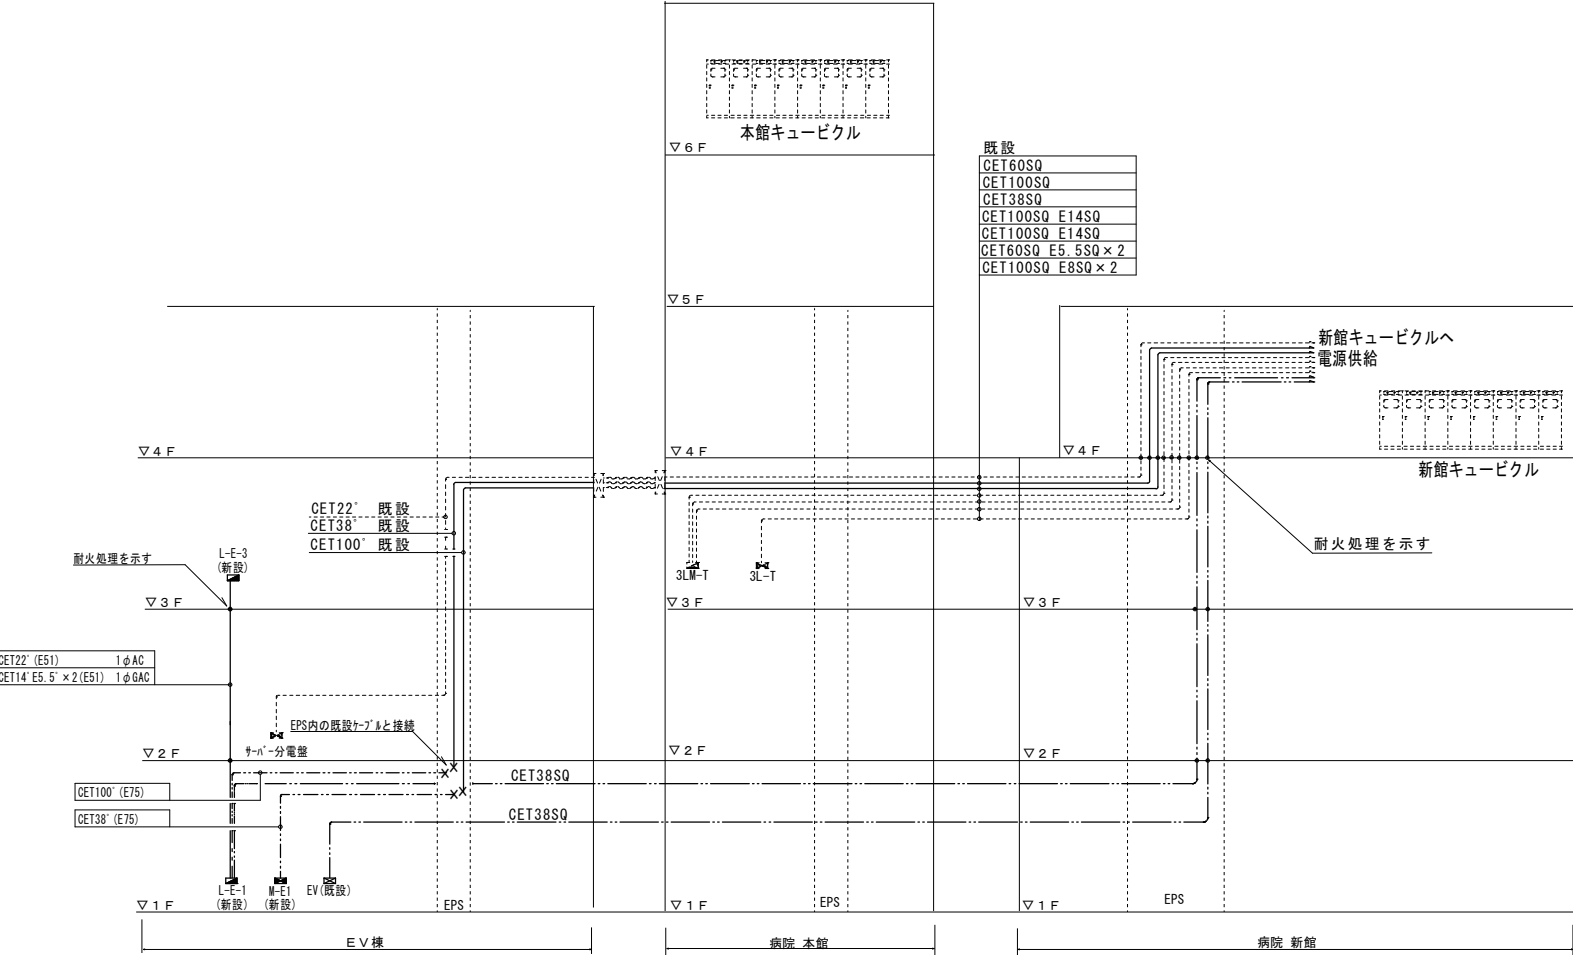 本館キュービクル
▽6F
既設
CET60SQ
CET100SQ
CET38SQ
CET100SQ E14SQ
CET100SQ E14SQ
CET60SQ E5.5SQ×2
CET100SQ E8SQ×2
▽5F
新館キュービクルへ
電源供給
▽4F
▽4F
▽4F
新館キュービクル
CET22゜ 既設
CET38゜ 既設
CET100゜ 既設
耐火処理を示す
L-E-3
(新設)
耐火処理を示す
3LM-T
3L-T
▽3F
▽3F
▽3F
CET22゜(E51) 1φAC
CET14゜E5.5゜×2(E51) 1φGAC
EPS内の既設ケーブルと接続
サーバー分電盤
▽2F
▽2F
▽2F
CET38SQ
CET100゜(E75)
CET38゜(E75)
CET38SQ
L-E-1
(新設)
M-E1
(新設)
EV(既設)
▽1F
EPS
▽1F
EPS
▽1F
EPS
EV棟
病院 本館
病院 新館